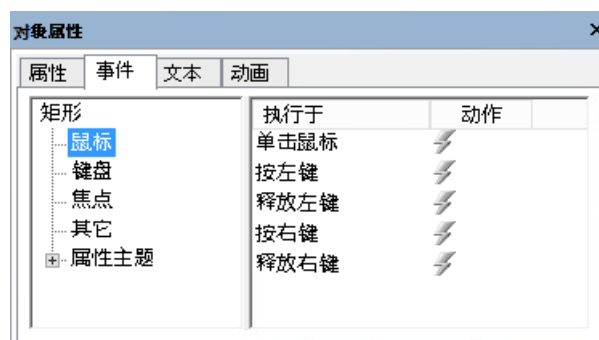 对象属性
属性 事件 文本 动画
矩形
鼠标
键盘
焦点
其它
属性主题
执行于 动作
单击鼠标
按左键
释放左键
按右键
释放右键